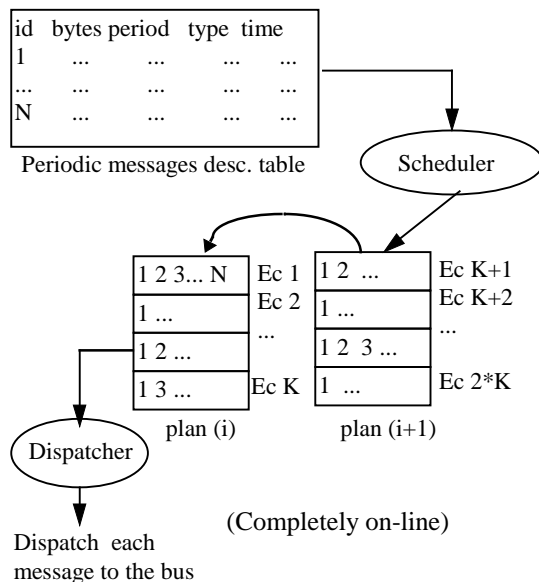 id bytes period type time
1 ... ... ... ...
... ... ... ... ...
N ... ... ... ...
Periodic messages desc. table
Scheduler
1 2 3... N Ec 1
1 ... Ec 2
...
1 2 ...
1 3 ... Ec K
plan (i)
1 2 ... Ec K+1
1 ... Ec K+2
...
1 2 3 ...
1 ... Ec 2*K
plan (i+1)
Dispatcher
(Completely on-line)
Dispatch each
message to the bus